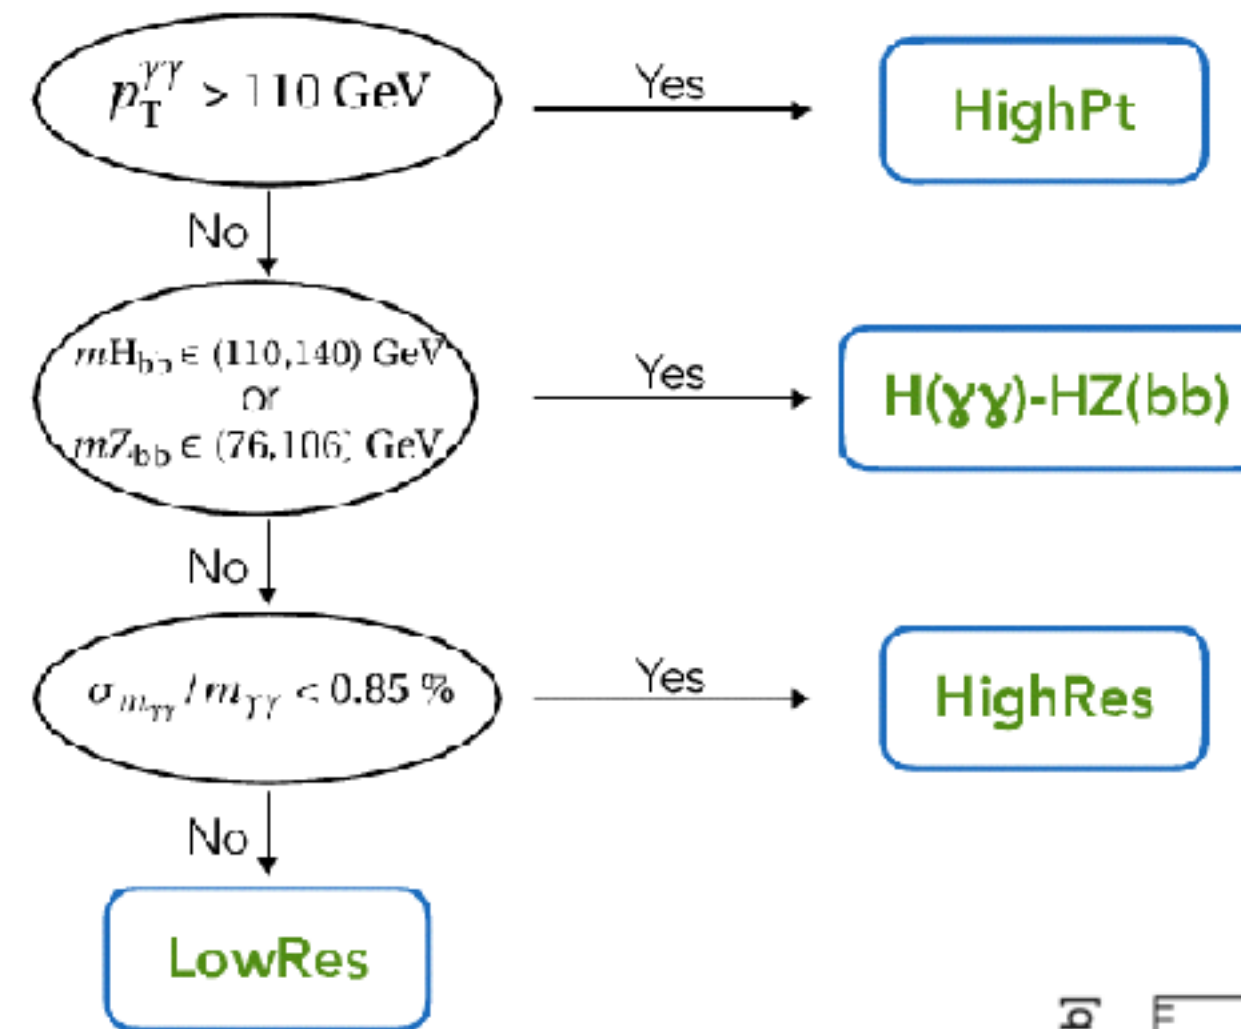 p_T^γγ > 110 GeV
Yes
HighPt
No
mH_bb ∈ (110,140) GeV
or
mZ_bb ∈ (76,106) GeV
Yes
H(γγ)-HZ(bb)
No
σ_m_γγ / m_γγ < 0.85 %
Yes
HighRes
No
LowRes
b]